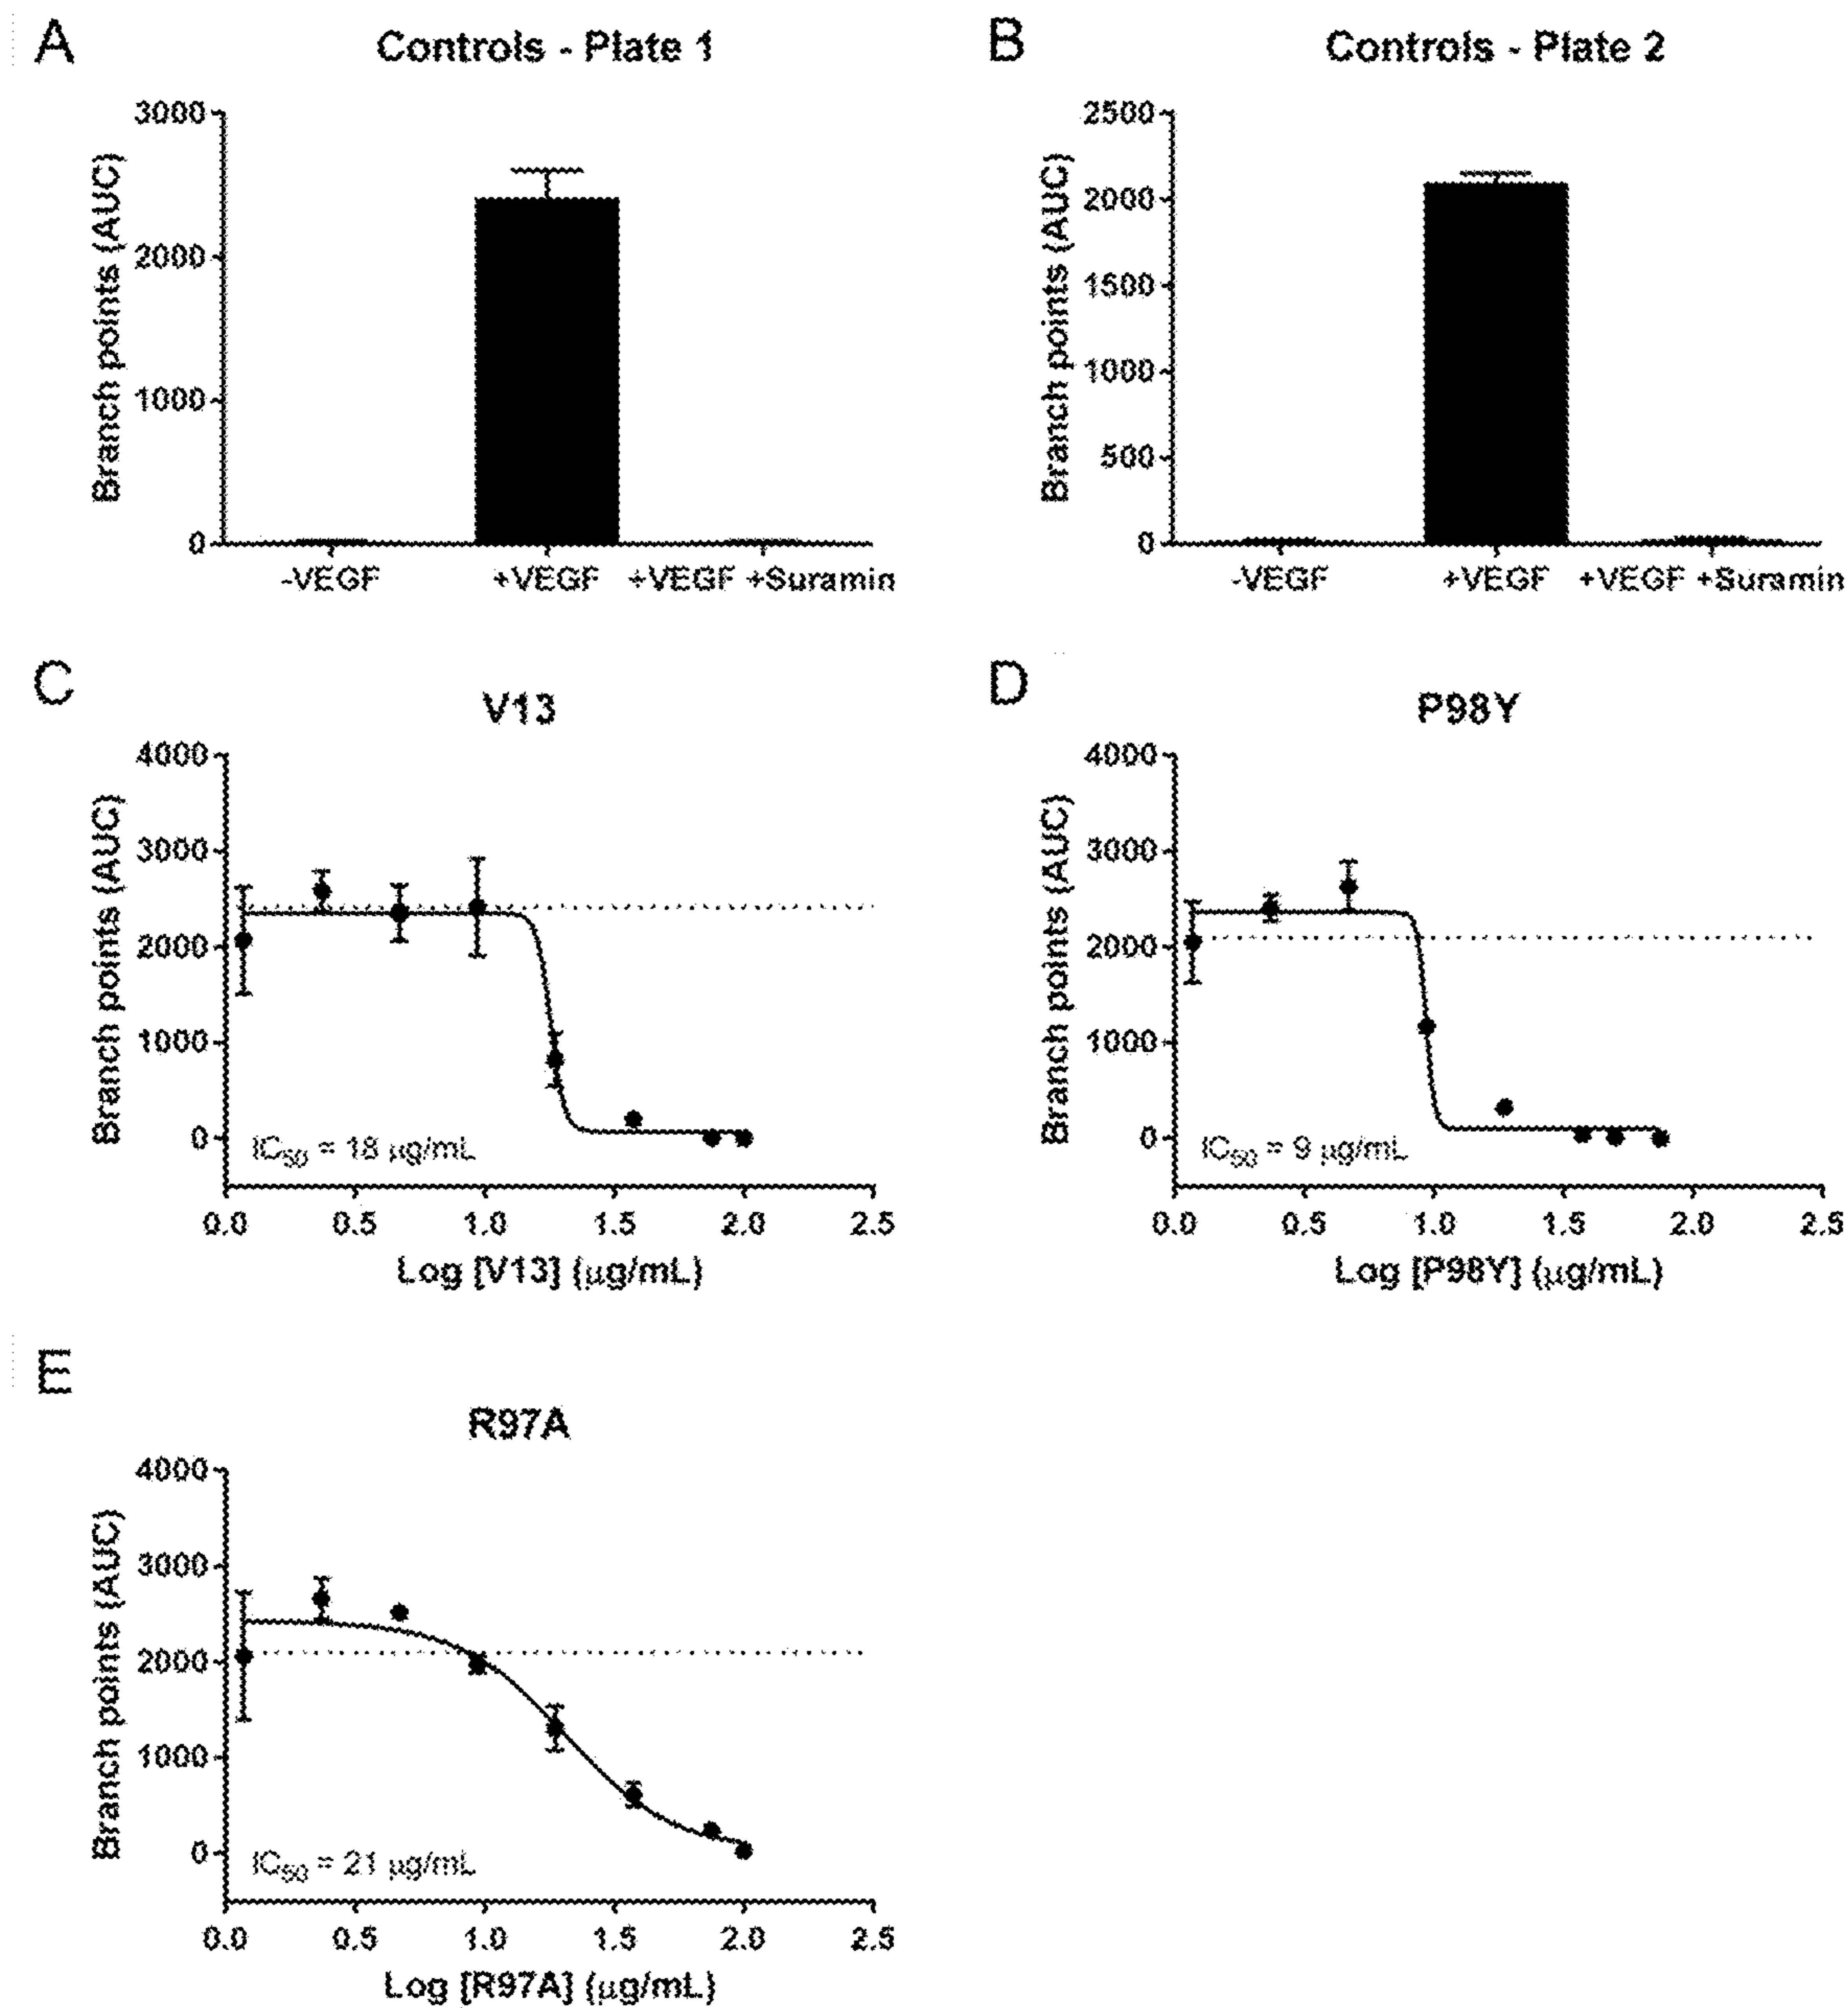 A
Controls - Plate 1
Branch points (AUC)
3000
2000
1000
0
-VEGF
+VEGF
+VEGF +Suramin
B
Controls - Plate 2
Branch points (AUC)
2500
2000
1500
1000
500
0
-VEGF
+VEGF
+VEGF +Suramin
C
V13
Branch points (AUC)
4000
3000
2000
1000
0
IC50 = 18 µg/mL
0.0 0.5 1.0 1.5 2.0 2.5
Log [V13] (µg/mL)
D
P98Y
Branch points (AUC)
4000
3000
2000
1000
0
IC50 = 9 µg/mL
0.0 0.5 1.0 1.5 2.0 2.5
Log [P98Y] (µg/mL)
E
R97A
Branch points (AUC)
4000
3000
2000
1000
0
IC50 = 21 µg/mL
0.0 0.5 1.0 1.5 2.0 2.5
Log [R97A] (µg/mL)